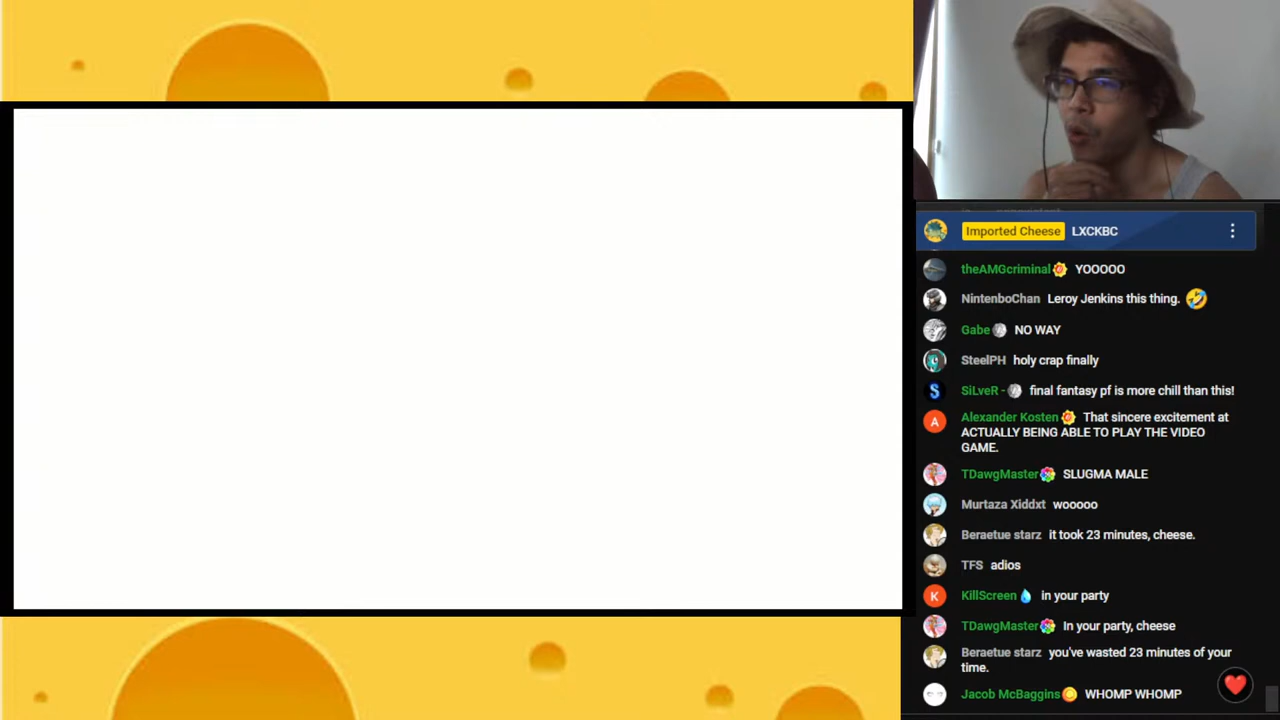 Imported Cheese LXCKBC
theAMGcriminal YOOOOO
NintenboChan Leroy Jenkins this thing.
Gabe NO WAY
SteelPH holy crap finally
S SiLveR - final fantasy pf is more chill than this!
A Alexander Kosten That sincere excitement at
ACTUALLY BEING ABLE TO PLAY THE VIDEO
GAME.
TDawgMaster SLUGMA MALE
Murtaza Xiddxt wooooo
Beraetue starz it took 23 minutes, cheese.
TFS adios
K KillScreen in your party
TDawgMaster In your party, cheese
Beraetue starz you've wasted 23 minutes of your
time.
Jacob McBaggins WHOMP WHOMP